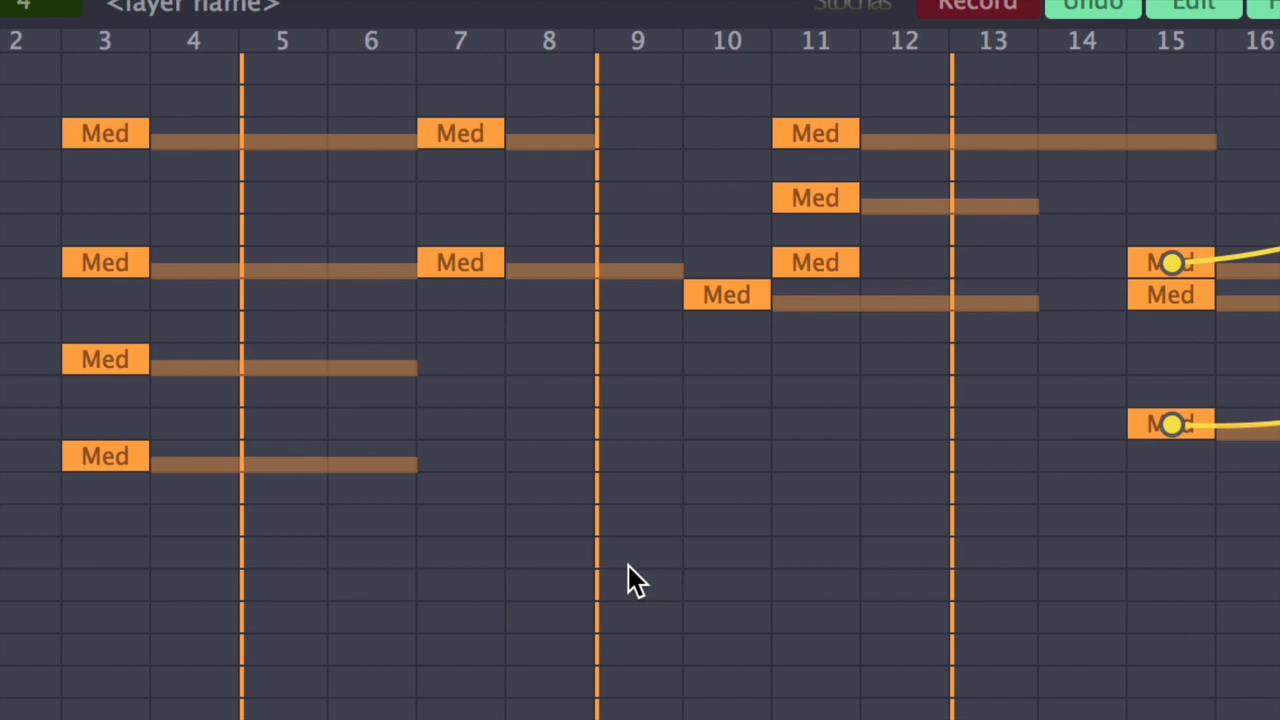 4 <layer name> Stochas Record Undo Edit
2 3 4 5 6 7 8 9 10 11 12 13 14 15 16
Med Med Med
Med
Med Med Med Med
Med Med
Med
Med
Med